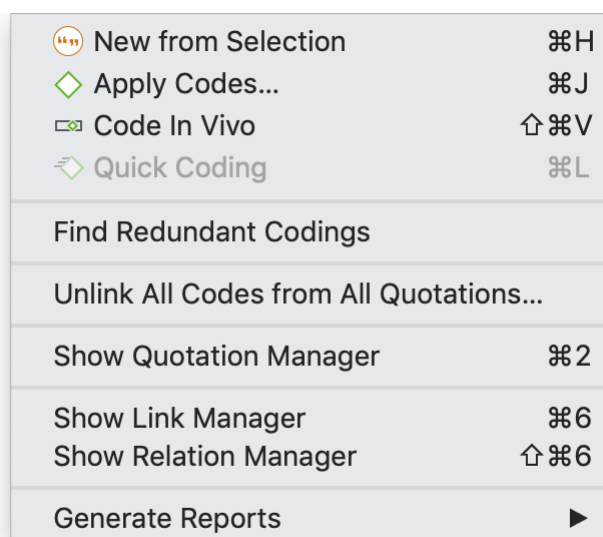 New from Selection ⌘H
Apply Codes... ⌘J
Code In Vivo ⇧⌘V
Quick Coding ⌘L
Find Redundant Codings
Unlink All Codes from All Quotations...
Show Quotation Manager ⌘2
Show Link Manager ⌘6
Show Relation Manager ⇧⌘6
Generate Reports ▶